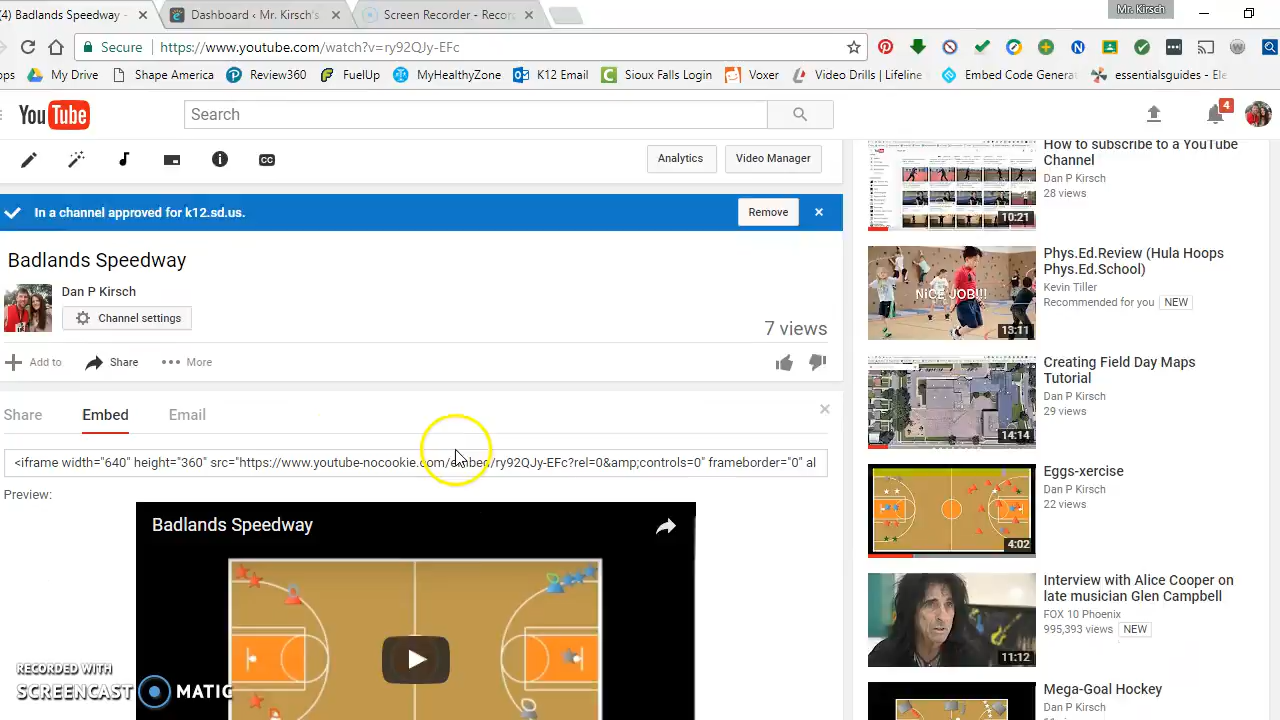 (4) Badlands Speedway -
Dashboard - Mr. Kirsch's
Mr. Kirsch
Secure https://www.youtube.com/watch?v=ry92QJy-EFc
My Drive Shape America Review360 FuelUp MyHealthyZone K12 Email Sioux Falls Login Voxer Video Drills | Lifeline Embed Code Genera essentialsguides - Ele
YouTube Search 4
Analytics Video Manager
In a channel approved for k12.sd.us. Remove
Badlands Speedway
Dan P Kirsch
Channel settings
7 views
Add to Share More
Share Embed Email
<iframe width="640" height="360" src="https://www.youtube-nocookie.com/embed/ry92QJy-EFc?rel=0&amp;controls=0" frameborder="0" al
Preview:
Badlands Speedway
RECORDED WITH
SCREENCAST MATIC
How to subscribe to a YouTube
Channel
Dan P Kirsch
28 views
10:21
Phys.Ed.Review (Hula Hoops
Phys.Ed.School)
Kevin Tiller
Recommended for you NEW
NiCE JOB!!!
13:11
Creating Field Day Maps
Tutorial
Dan P Kirsch
29 views
14:14
Eggs-xercise
Dan P Kirsch
22 views
4:02
Interview with Alice Cooper on
late musician Glen Campbell
FOX 10 Phoenix
995,393 views NEW
11:12
Mega-Goal Hockey
Dan P Kirsch